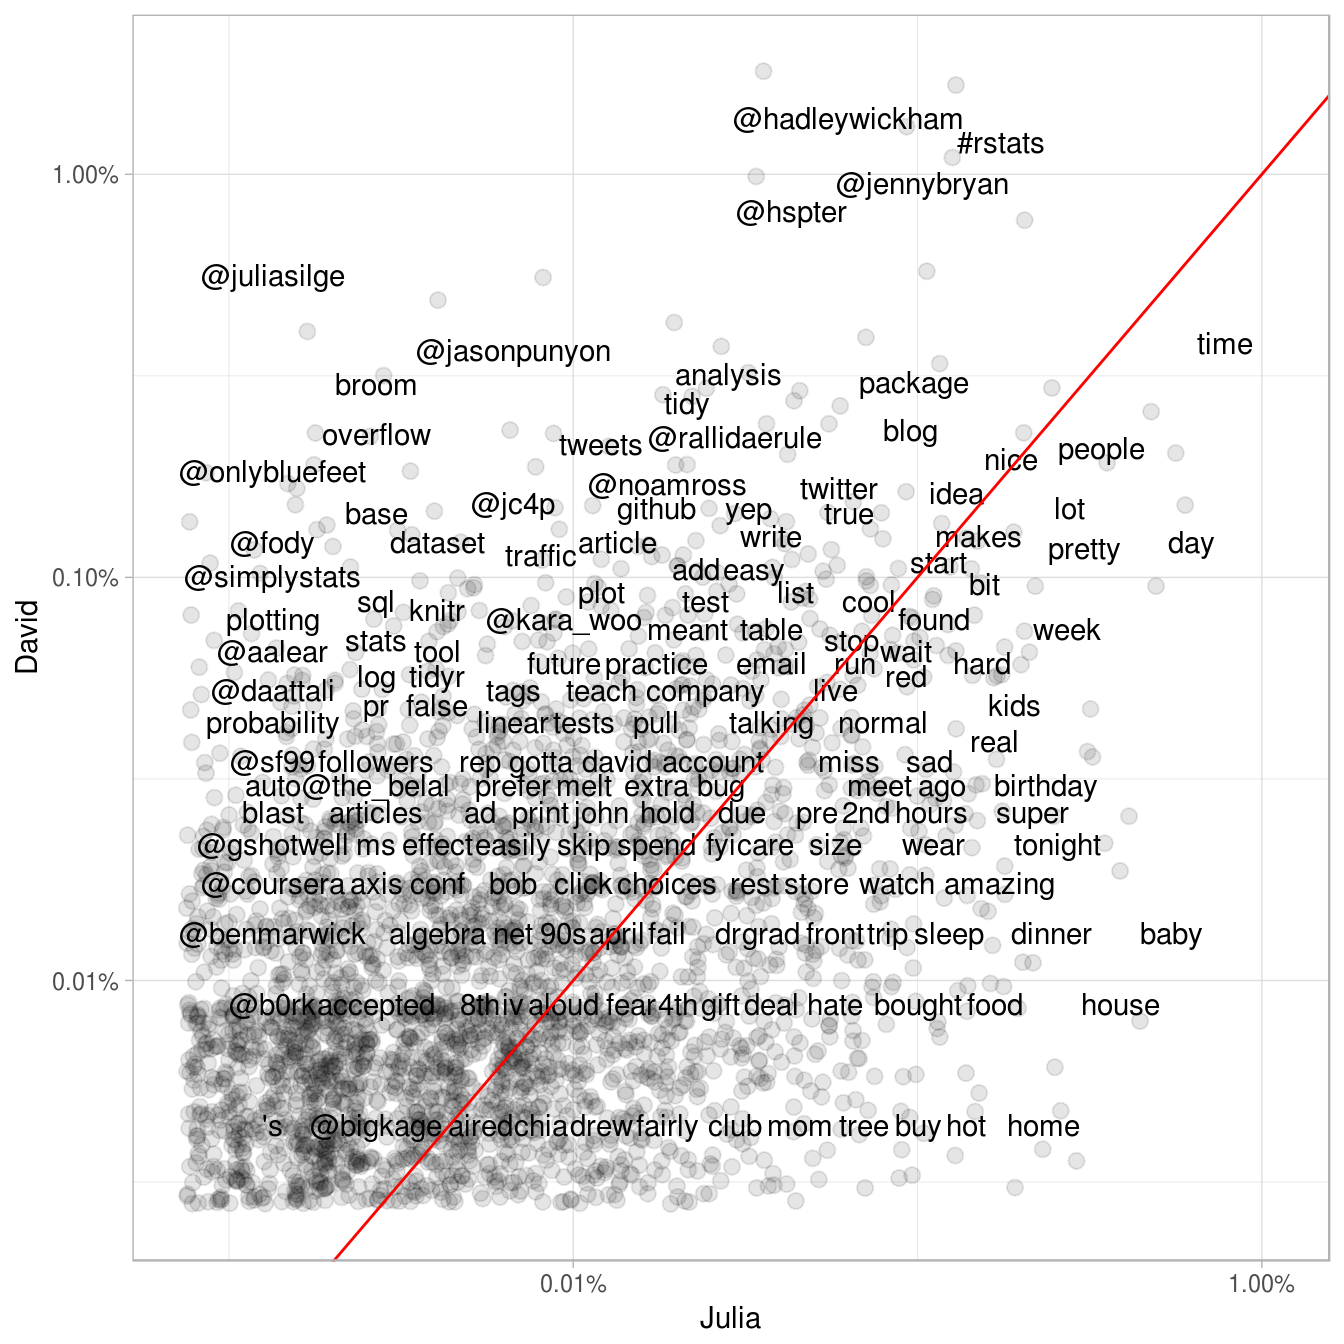 @hadleywickham
#rstats
1.00%
@jennybryan
@hspter
@juliasilge
time
@jasonpunyon
analysis
broom package
tidy
overflow tweets @rallidaerule blog
nice people
@onlybluefeet
@noamross twitter idea
base @jc4p github yep true lot
@fody dataset traffic article write makes pretty day
0.10%
@simplystats add easy start
sql knitr plot test list cool bit
plotting @kara_woo meant table found week
@aalear stats tool stop wait
future practice email run hard
log tidyr red
@daattali pr false tags teach company live kids
David
probability linear tests pull talking normal
real
@sf99 followers rep gotta david account miss sad
auto @the_belal prefer melt extra bug meet ago birthday
blast articles ad print john hold due pre 2nd hours super
@gshotwell ms effect easily skip spend fyi care size wear tonight
@coursera axis conf bob click choices rest store watch amazing
@benmarwick algebra net 90s april fail dr grad front trip sleep dinner baby
0.01%
@b0rk accepted 8th iv aloud fear 4th gift deal hate bought food house
's @bigkage aired chia drew fairly club mom tree buy hot home
0.01% 1.00%
Julia